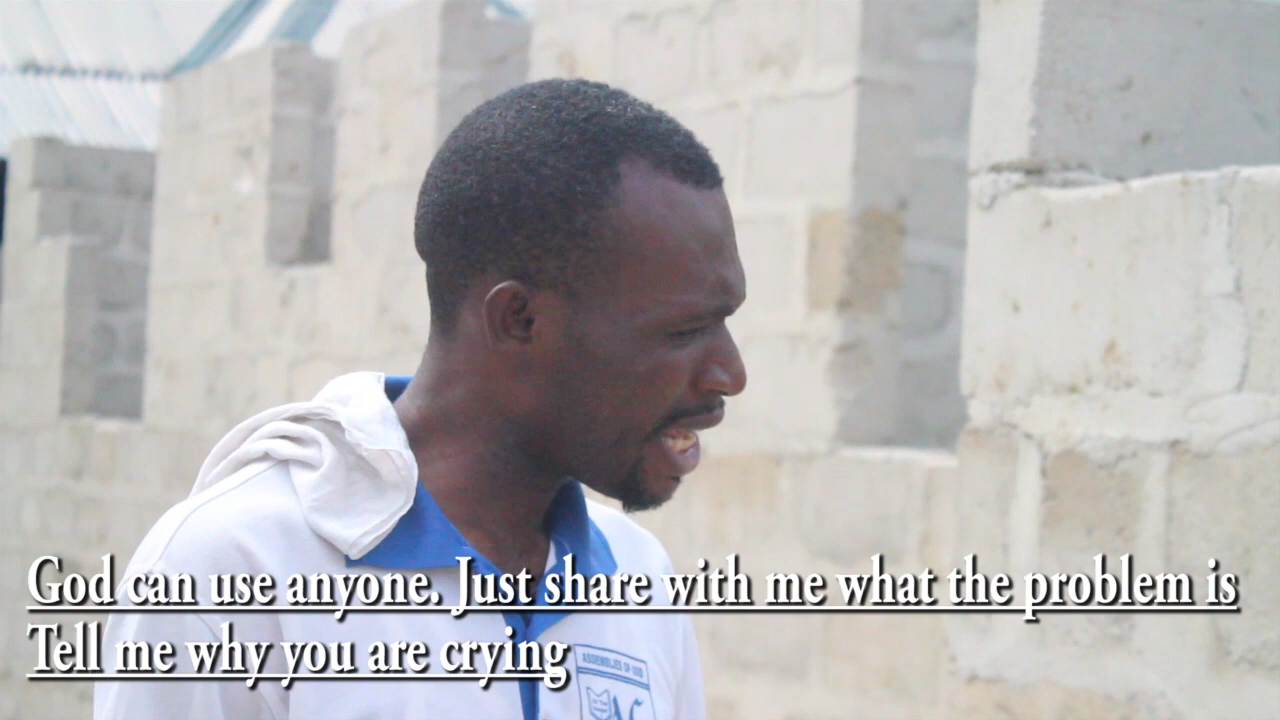 God can use anyone. Just share with me what the problem is
Tell me why you are crying
ASSEMBLIES OF GOD